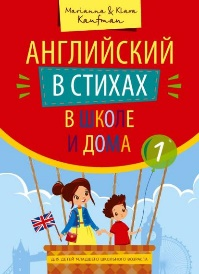 Marianna & Klara
Kaufman
АНГЛИЙСКИЙ
В СТИХАХ
В ШКОЛЕ
И ДОМА
1
ДЛЯ ДЕТЕЙ МЛАДШЕГО ШКОЛЬНОГО ВОЗРАСТА